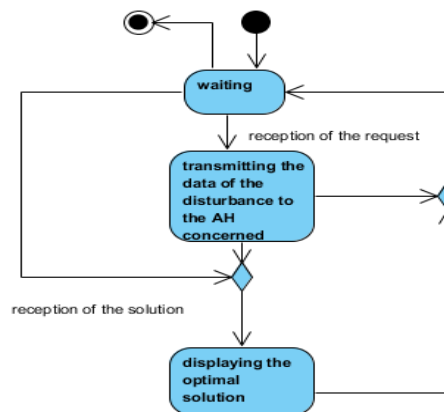 waiting
reception of the request
transmitting the
data of the
disturbance to
the AH
concerned
reception of the solution
displaying the
optimal
solution